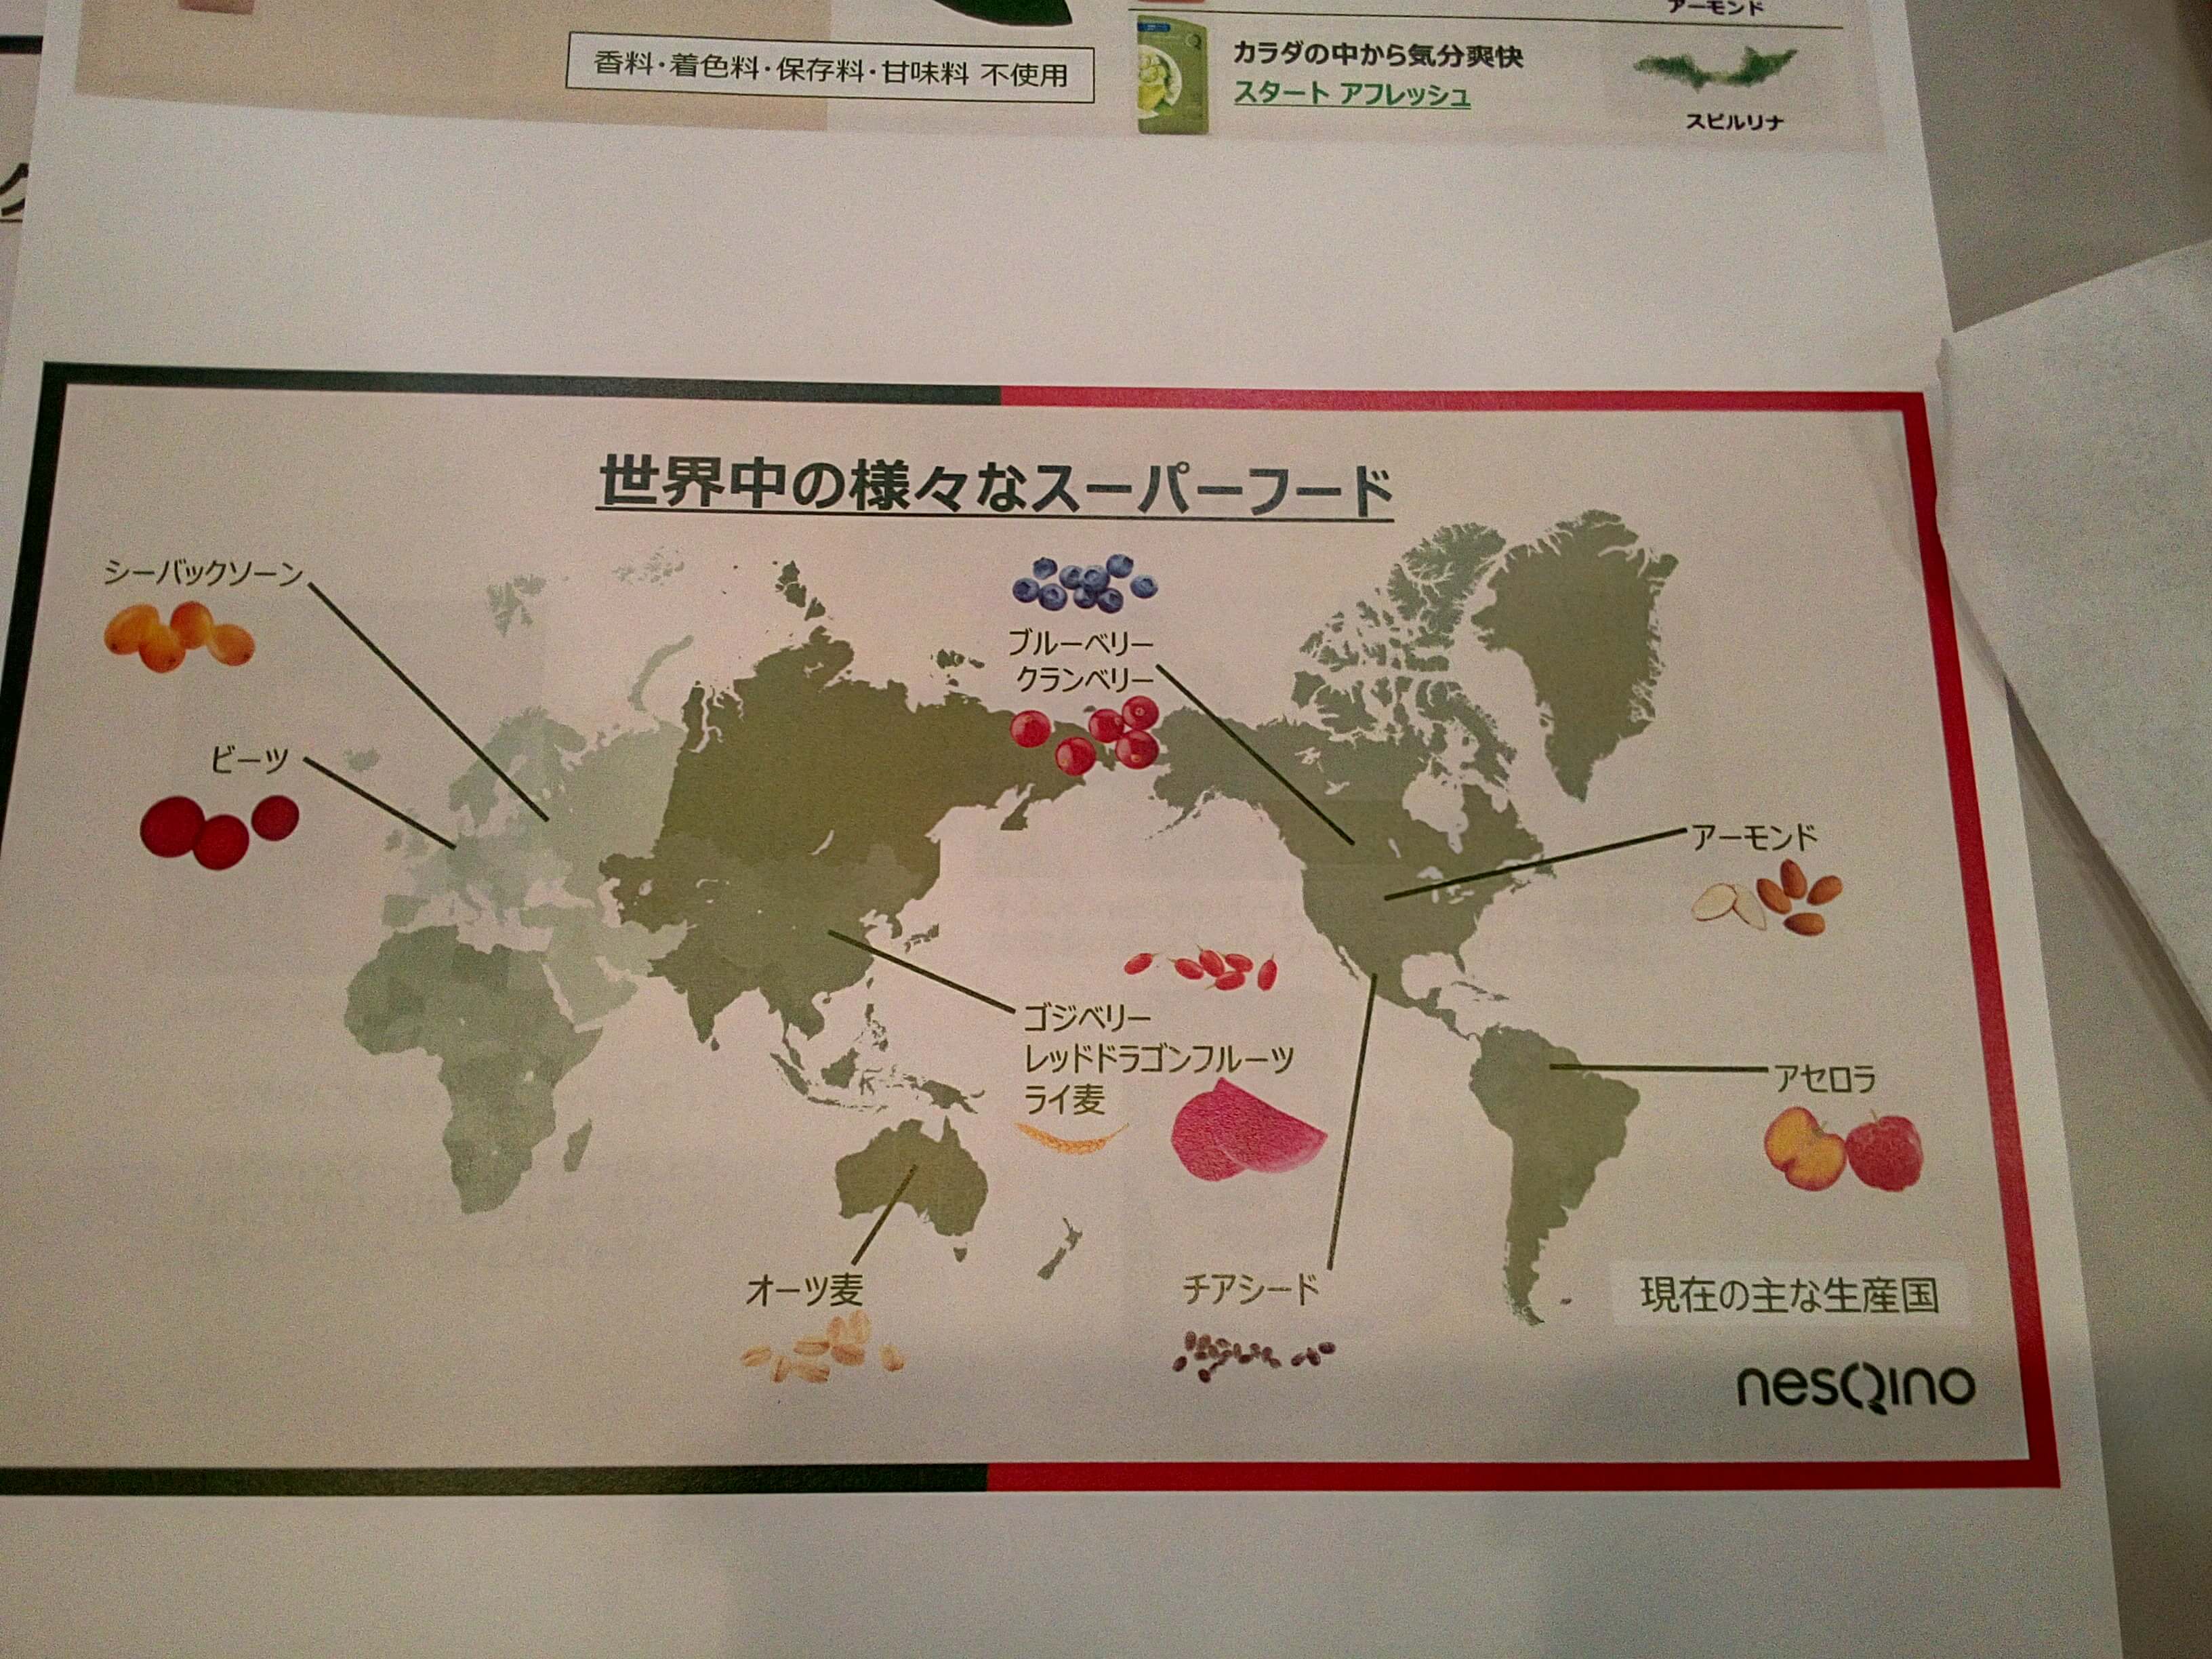 アーモンド
香料・着色料・保存料・甘味料 不使用
カラダの中から気分爽快
スタート アフレッシュ
スピルリナ
世界中の様々なスーパーフード
シーバックソーン
ブルーベリー
クランベリー
ビーツ
アーモンド
ゴジベリー
レッドドラゴンフルーツ
ライ麦
アセロラ
オーツ麦
チアシード
現在の主な生産国
nesQino